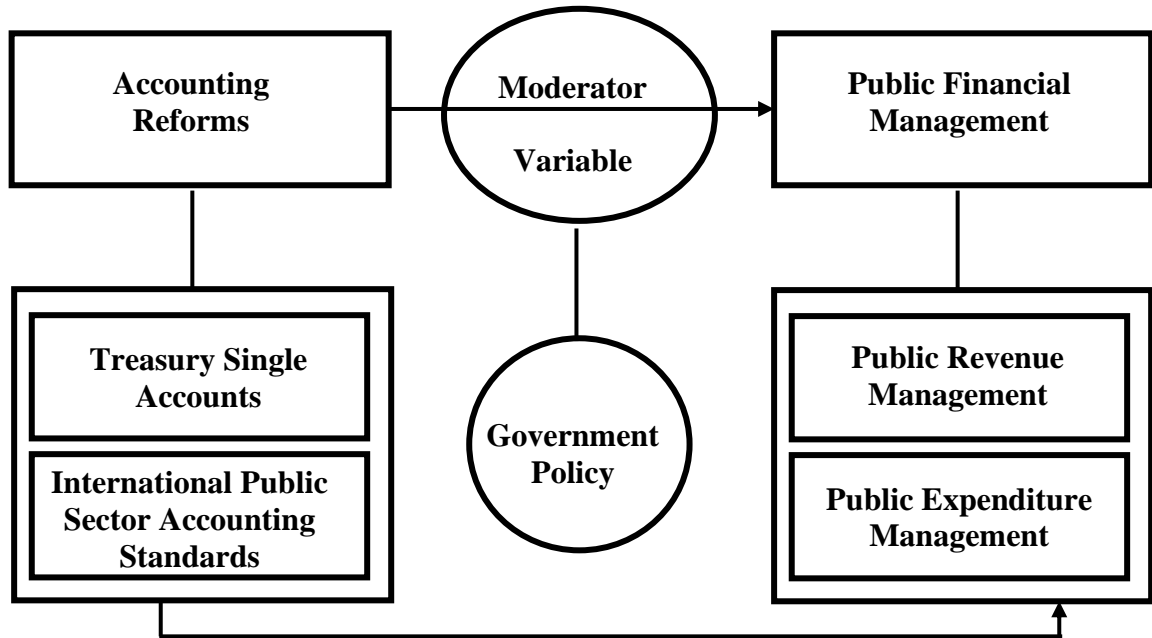 Accounting
Reforms
Moderator
Variable
Public Financial
Management
Treasury Single
Accounts
International Public
Sector Accounting
Standards
Government
Policy
Public Revenue
Management
Public Expenditure
Management